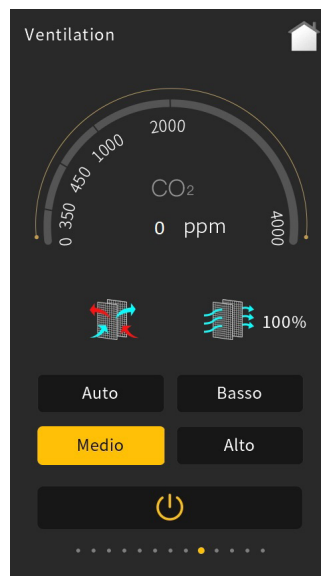 Ventilation
2000
1000
450
350
0
4000
CO2
0 ppm
100%
Auto
Basso
Medio
Alto